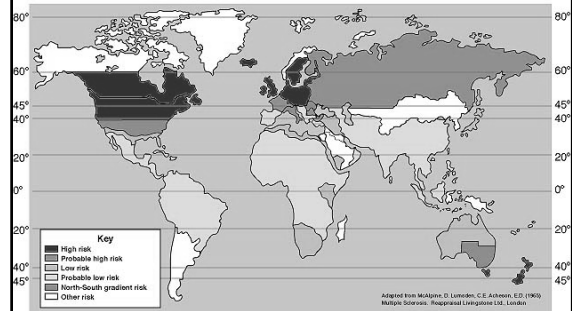 80° 80°
60° 60°
45° 45°
40° 40°
20° 20°
0° 0°
20° 20°
40° 40°
45° 45°
Key
High risk
Probable high risk
Low risk
Probable low risk
North-South gradient risk
Other risk
Adapted from McAlpine, D. Lumsden, C.E. Acheson, E.D. (1965)
Multiple Sclerosis. Reappraisal Livingstone Ltd., London